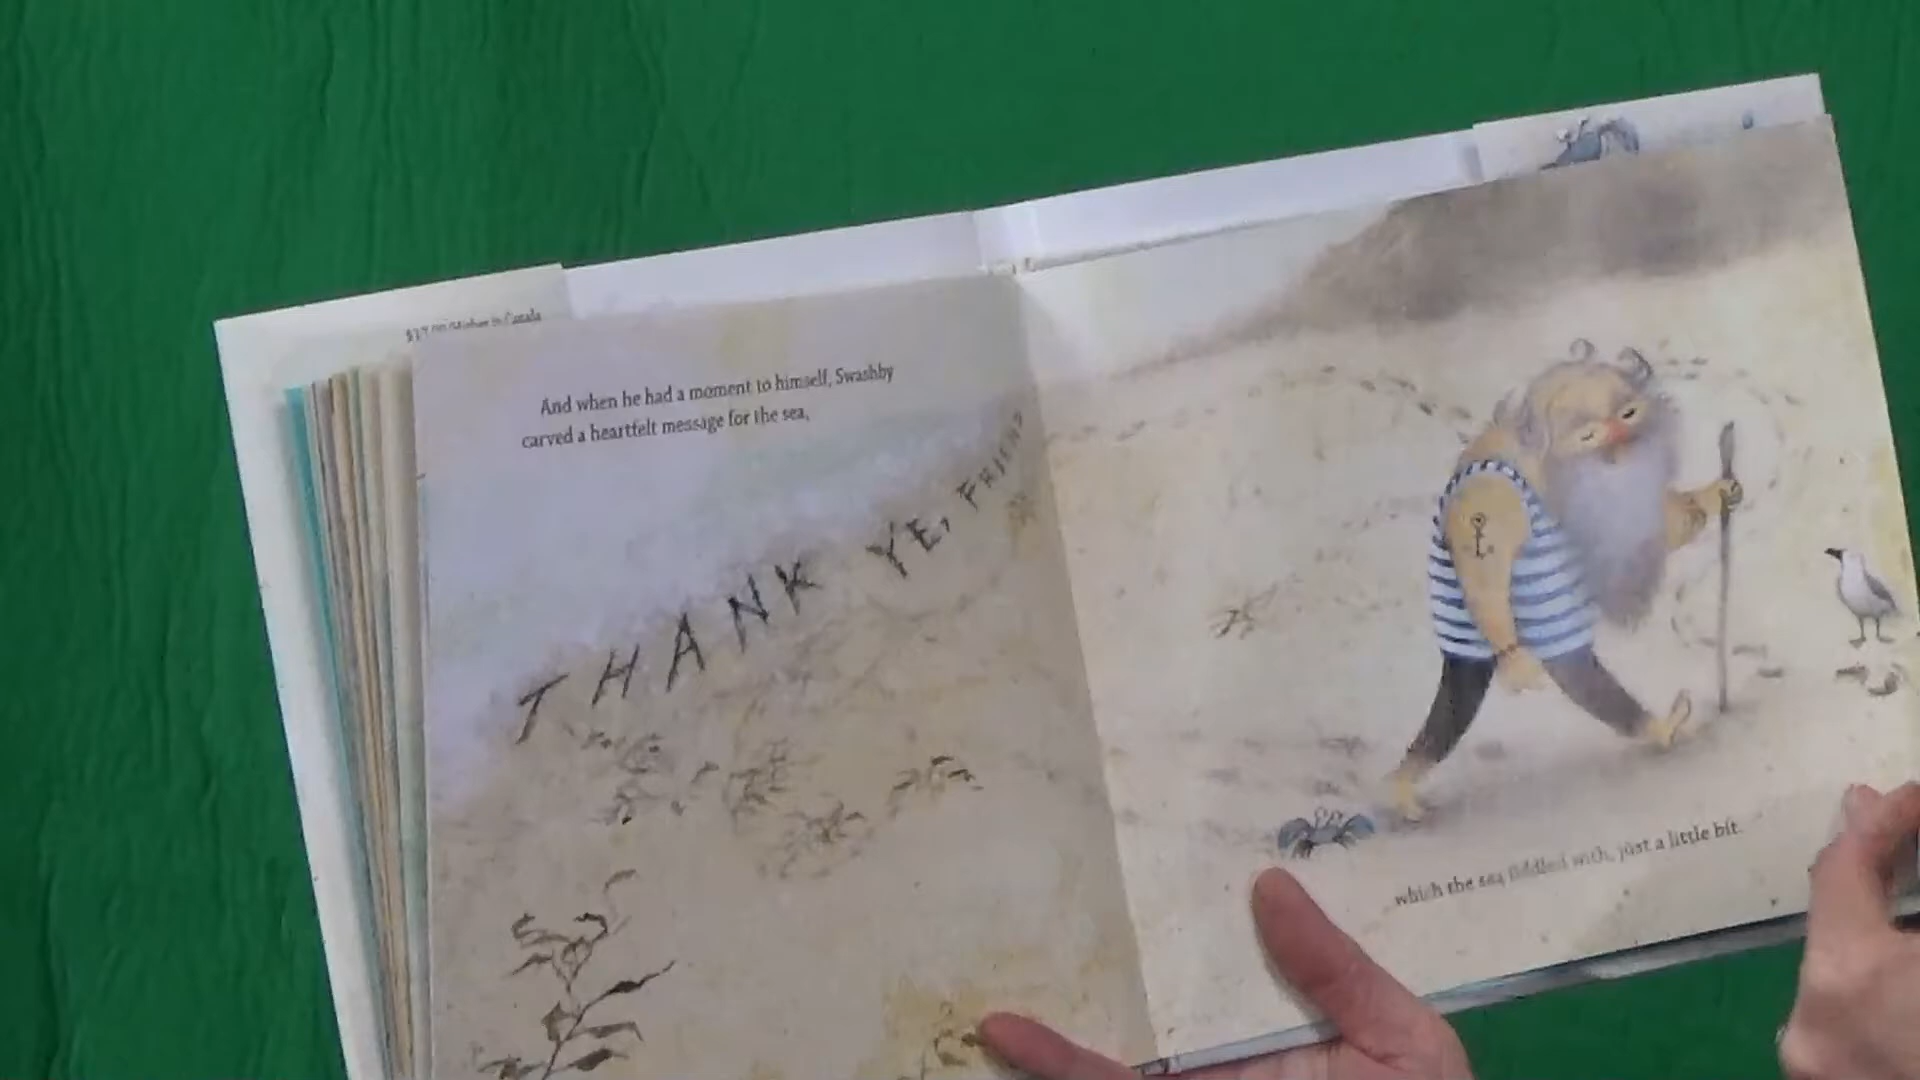 And when he had a moment to himself, Swashby
carved a heartfelt message for the sea,
THANK YE, FRIEND
which the sea fiddled with, just a little bit.